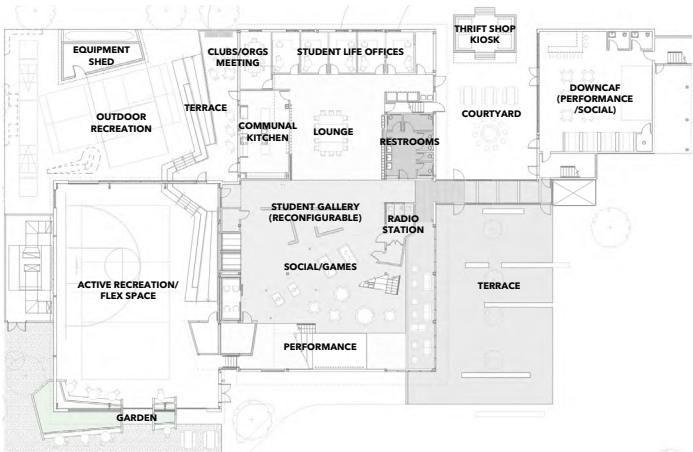 THRIFT SHOP
KIOSK
EQUIPMENT
SHED
CLUBS/ORGS
MEETING
STUDENT LIFE OFFICES
DOWNCAF
(PERFORMANCE
/SOCIAL)
OUTDOOR
RECREATION
TERRACE
COURTYARD
COMMUNAL
KITCHEN
LOUNGE
RESTROOMS
STUDENT GALLERY
(RECONFIGURABLE)
RADIO
STATION
SOCIAL/GAMES
ACTIVE RECREATION/
FLEX SPACE
TERRACE
PERFORMANCE
GARDEN